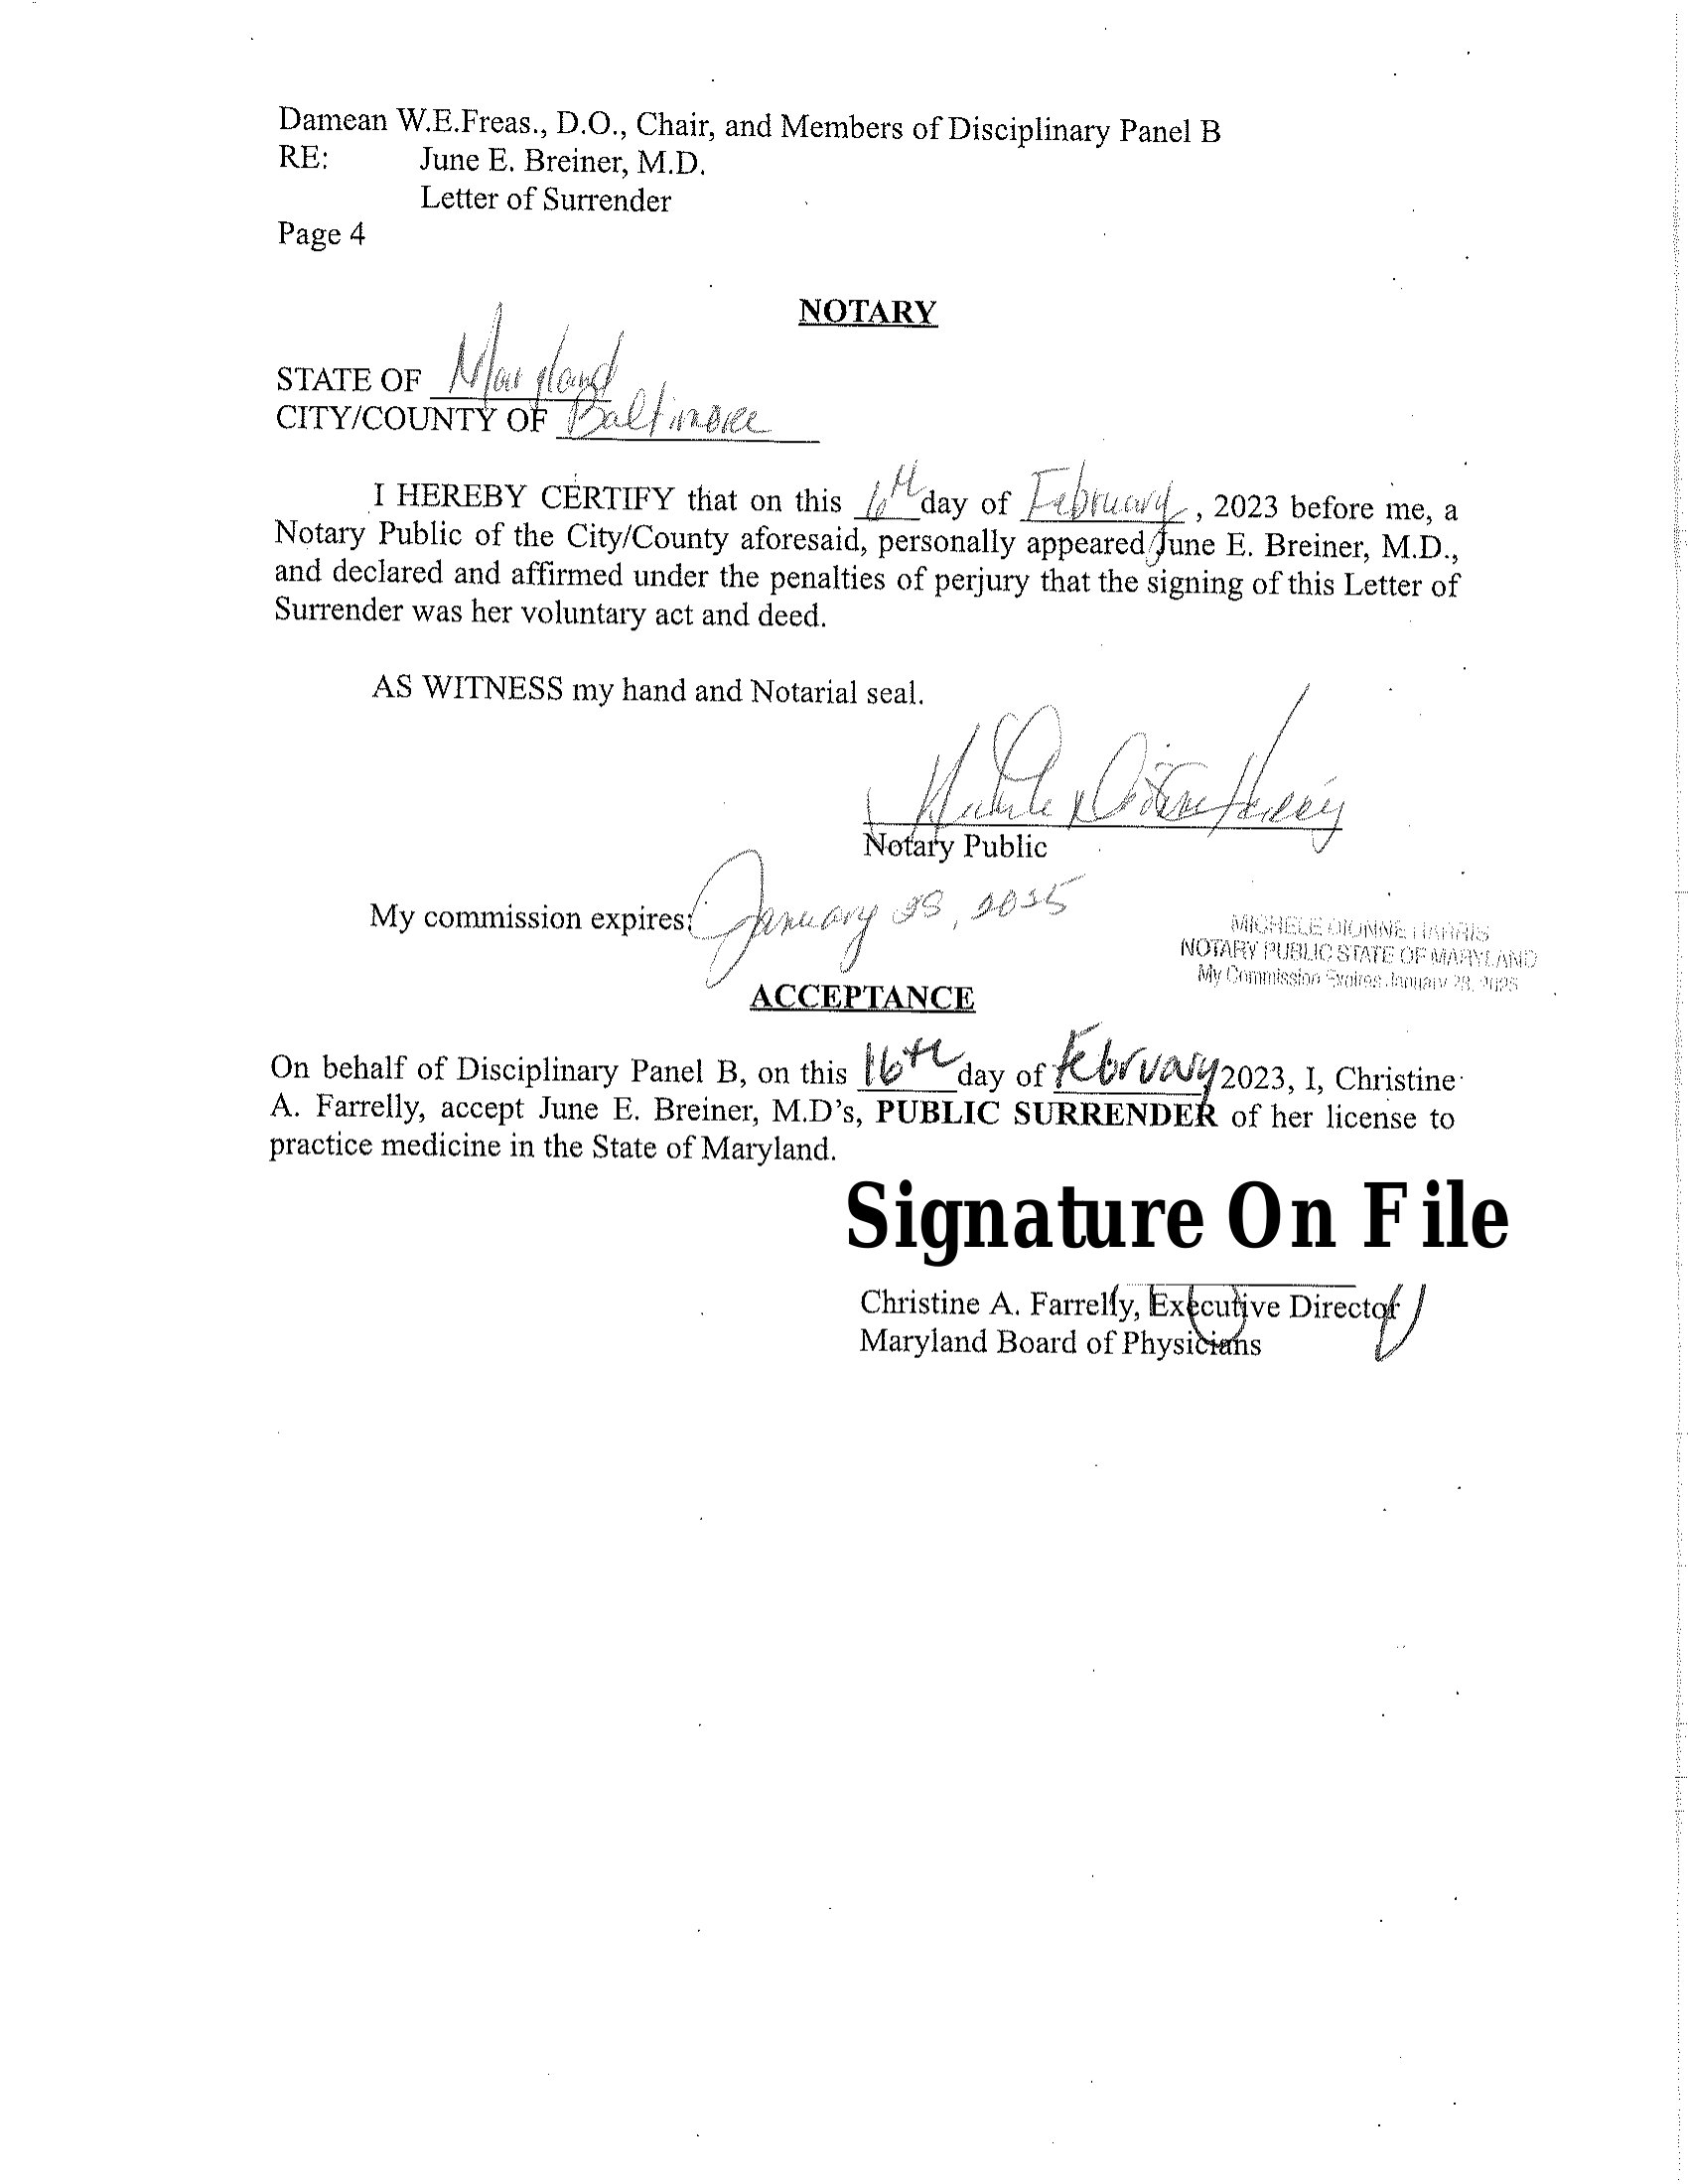 Damean W.E.Freas., D.O., Chair, and Members of Disciplinary Panel B
RE: June E. Breiner, M.D.
Letter of Surrender
Page 4
NOTARY
STATE OF Maryland
CITY/COUNTY OF Baltimore
I HEREBY CERTIFY that on this 6th day of February, 2023 before me, a
Notary Public of the City/County aforesaid, personally appeared June E. Breiner, M.D.,
and declared and affirmed under the penalties of perjury that the signing of this Letter of
Surrender was her voluntary act and deed.
AS WITNESS my hand and Notarial seal.
Michele Dionne Harris
Notary Public
My commission expires: January 28, 2025
MICHELE DIONNE HARRIS
NOTARY PUBLIC STATE OF MARYLAND
My Commission Expires January 28, 2025
ACCEPTANCE
On behalf of Disciplinary Panel B, on this 16th day of February 2023, I, Christine
A. Farrelly, accept June E. Breiner, M.D's, PUBLIC SURRENDER of her license to
practice medicine in the State of Maryland.
Signature On File
Christine A. Farrelly, Executive Director
Maryland Board of Physicians